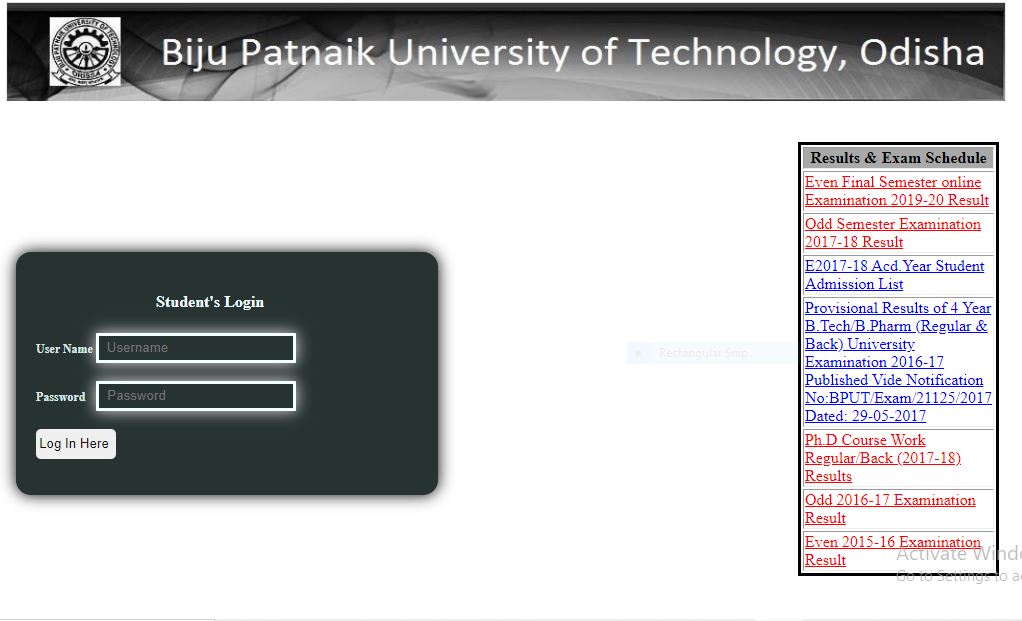 Biju Patnaik University of Technology, Odisha
Student's Login
User Name Username
Password Password
Log In Here
Rectangular Snip
Results & Exam Schedule
Even Final Semester online
Examination 2019-20 Result
Odd Semester Examination
2017-18 Result
E2017-18 Acd.Year Student
Admission List
Provisional Results of 4 Year
B.Tech/B.Pharm (Regular &
Back) University
Examination 2016-17
Published Vide Notification
No:BPUT/Exam/21125/2017
Dated: 29-05-2017
Ph.D Course Work
Regular/Back (2017-18)
Results
Odd 2016-17 Examination
Result
Even 2015-16 Examination
Result
Activate Windo
Go to Settings to a